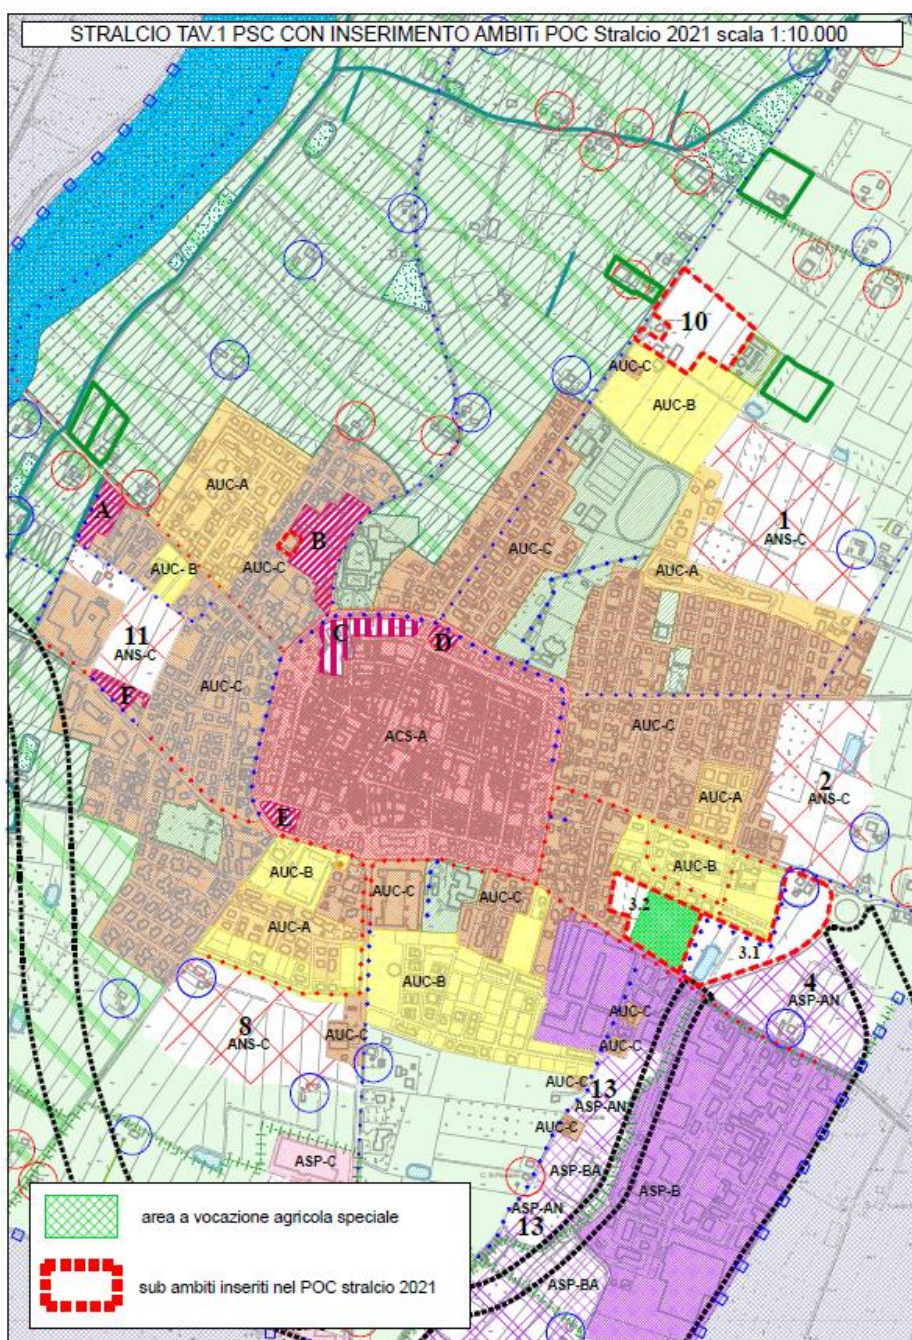 STRALCIO TAV.1 PSC CON INSERIMENTO AMBITi POC Stralcio 2021 scala 1:10.000
10
AUC-C
AUC-B
AUC-A
A
B
1
ANS-C
AUC-C
AUC- B
AUC-C
AUC-A
C
D
11
ANS-C
AUC-C
F
AUC-C
ACS-A
2
ANS-C
AUC-A
E
AUC-B
AUC-B
AUC-C
AUC-C
3.2
AUC-A
3.1
4
ASP-AN
AUC-B
AUC-C
8
ANS-C
AUC-C
AUC-C
AUC-C
13
ASP-AN
AUC-C
ASP-C
ASP-BA
ASP-B
ASP-AN
13
ASP-BA
area a vocazione agricola speciale
sub ambiti inseriti nel POC stralcio 2021